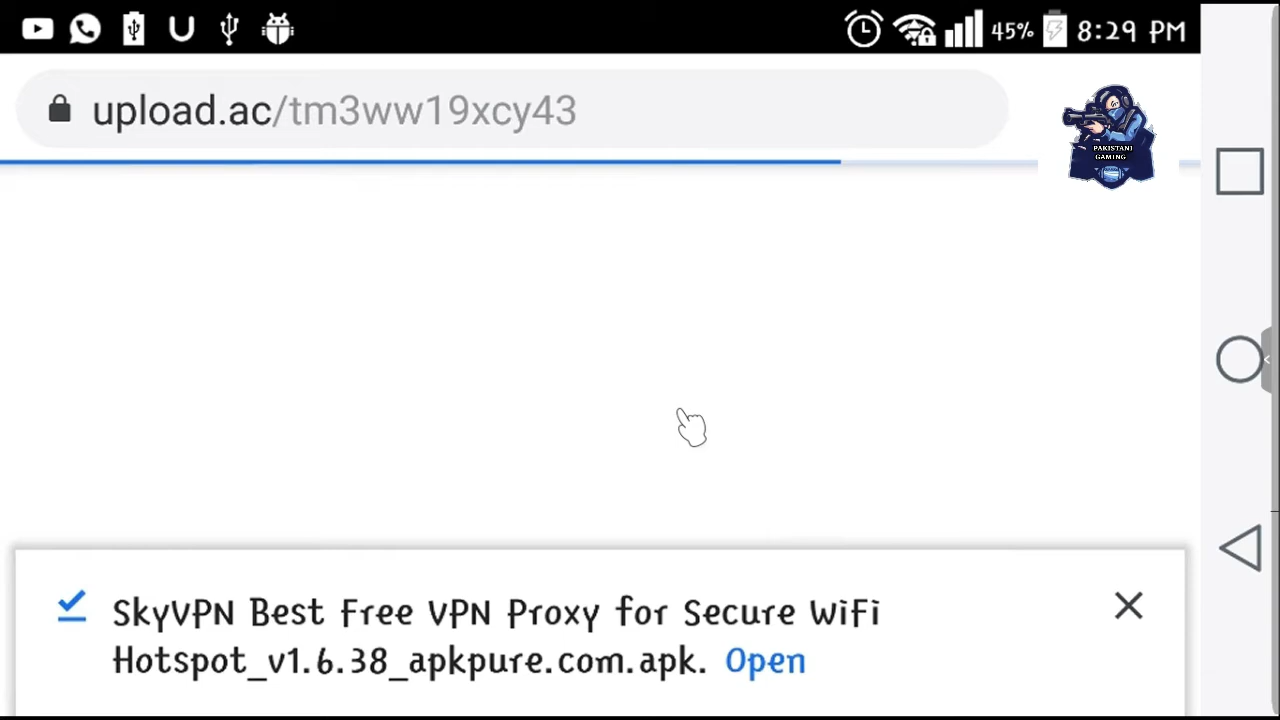 45% 8:29 PM
upload.ac/tm3ww19xcy43
PAKISTANI
GAMING
SkyVPN Best Free VPN Proxy for Secure WiFi
Hotspot_v1.6.38_apkpure.com.apk. Open